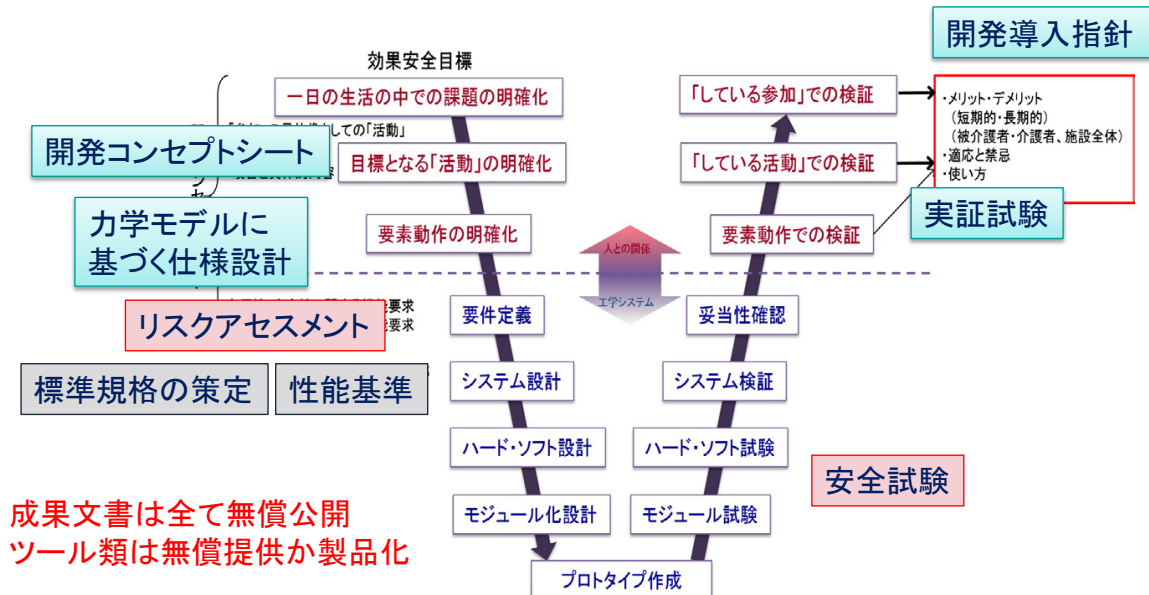 開発導入指針
効果安全目標
一日の生活の中での課題の明確化
「している参加」での検証
・メリット・デメリット
(短期的・長期的)
(被介護者・介護者、施設全体)
・適応と禁忌
・使い方
しての「活動」
開発コンセプトシート
目標となる「活動」の明確化
「している活動」での検証
実証試験
力学モデルに
基づく仕様設計
要素動作の明確化
要素動作での検証
人との関係
工学システム
要求
リスクアセスメント
能要求
要件定義
妥当性確認
標準規格の策定
性能基準
システム設計
システム検証
ハード・ソフト設計
ハード・ソフト試験
安全試験
成果文書は全て無償公開
ツール類は無償提供か製品化
モジュール化設計
モジュール試験
プロトタイプ作成